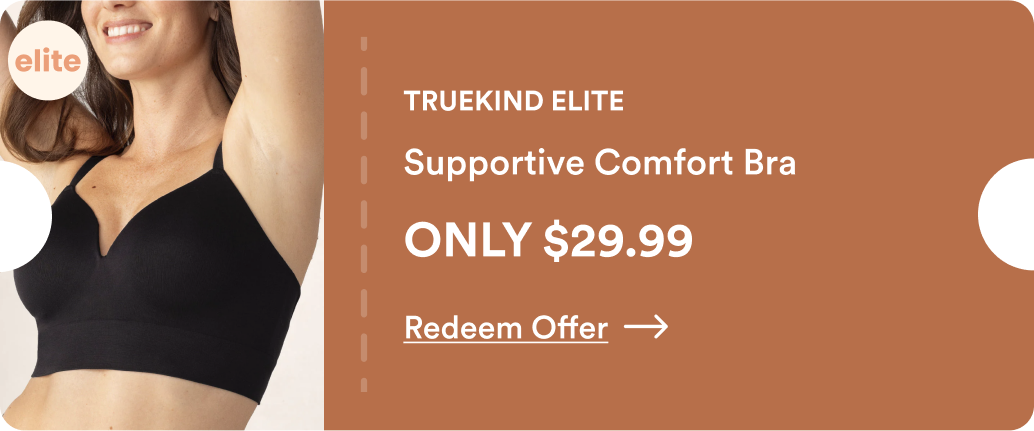 elite
TRUEKIND ELITE
Supportive Comfort Bra
ONLY $29.99
Redeem Offer →